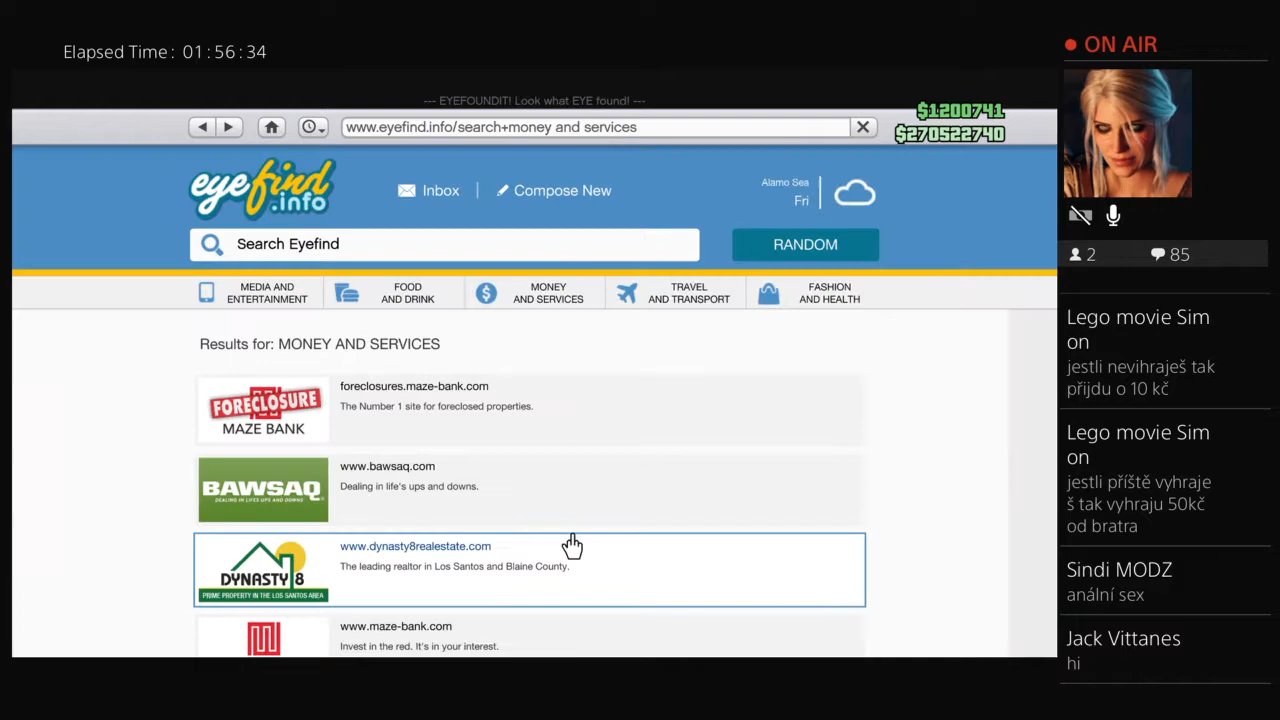 Elapsed Time: 01:56:34
ON AIR
--- EYEFOUNDIT! Look what EYE found! ---
$1200741
www.eyefind.info/search+money and services
$270522740
eyefind.info
Inbox
Compose New
Alamo Sea
Fri
Search Eyefind
RANDOM
MEDIA AND
ENTERTAINMENT
FOOD
AND DRINK
MONEY
AND SERVICES
TRAVEL
AND TRANSPORT
FASHION
AND HEALTH
Results for: MONEY AND SERVICES
FORECLOSURE
MAZE BANK
foreclosures.maze-bank.com
The Number 1 site for foreclosed properties.
BAWSAQ
DEALING IN LIFE'S UPS AND DOWNS
www.bawsaq.com
Dealing in life's ups and downs.
DYNASTY 8
PRIME PROPERTY IN THE LOS SANTOS AREA
www.dynasty8realestate.com
The leading realtor in Los Santos and Blaine County.
www.maze-bank.com
Invest in the red. It's in your interest.
2
85
Lego movie Sim
on
jestli nevihraješ tak
přijdu o 10 kč
Lego movie Sim
on
jestli příště vyhraje
š tak vyhraju 50kč
od bratra
Sindi MODZ
anální sex
Jack Vittanes
hi